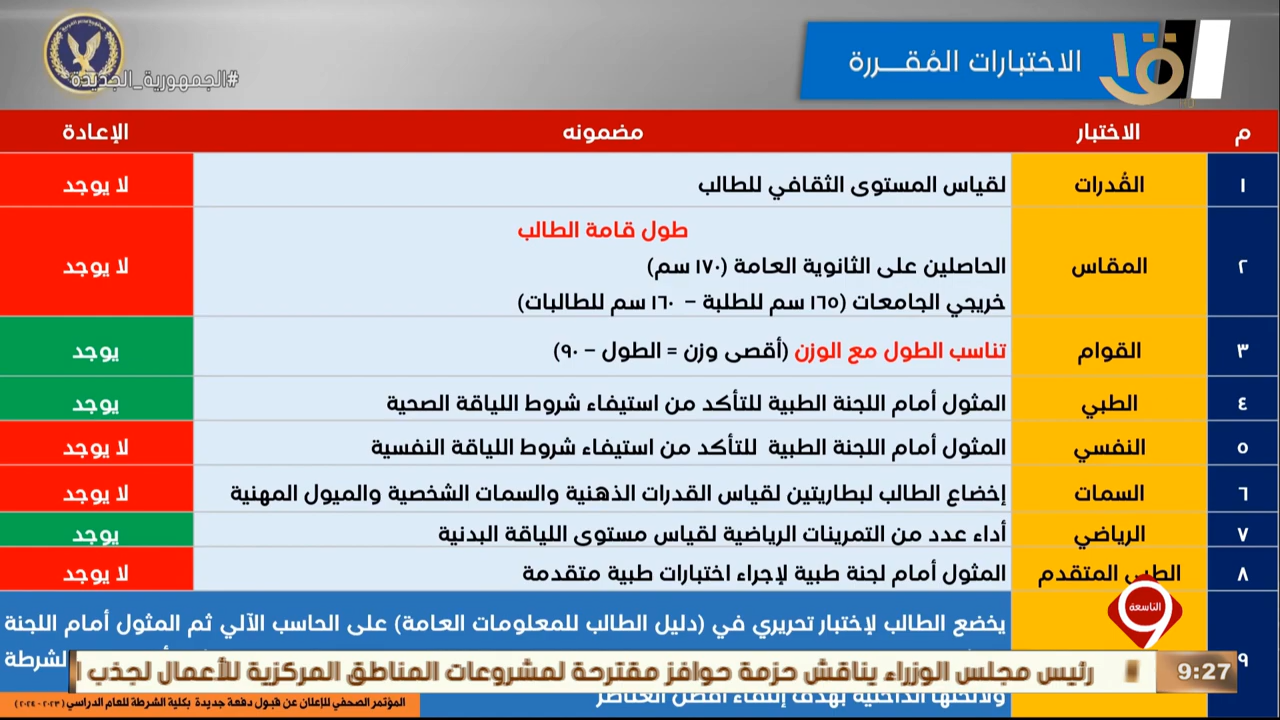 #الجمهورية_الجديدة
الاختبارات المُقـــررة
م الاختبار مضمونه الإعادة
١ القُدرات لقياس المستوى الثقافي للطالب لا يوجد
طول قامة الطالب
٢ المقاس الحاصلين على الثانوية العامة (١٧٠ سم) لا يوجد
خريجي الجامعات (١٦٥ سم للطلبة – ١٦٠ سم للطالبات)
٣ القوام تناسب الطول مع الوزن (أقصى وزن = الطول – ٩٠) يوجد
٤ الطبي المثول أمام اللجنة الطبية للتأكد من استيفاء شروط اللياقة الصحية يوجد
٥ النفسي المثول أمام اللجنة الطبية للتأكد من استيفاء شروط اللياقة النفسية لا يوجد
٦ السمات إخضاع الطالب لبطاريتين لقياس القدرات الذهنية والسمات الشخصية والميول المهنية لا يوجد
٧ الرياضي أداء عدد من التمرينات الرياضية لقياس مستوى اللياقة البدنية يوجد
٨ الطبي المتقدم المثول أمام لجنة طبية لإجراء اختبارات طبية متقدمة لا يوجد
يخضع الطالب لإختبار تحريري في (دليل الطالب للمعلومات العامة) على الحاسب الآلي ثم المثول أمام اللجنة
٩
التاسعة
9:27 رئيس مجلس الوزراء يناقش حزمة حوافز مقترحة لمشروعات المناطق المركزية للأعمال لجذب ا
المؤتمر الصحفي للإعلان عن قبول دفعة جديدة بكلية الشرطة للعام الدراسي (٢٠٢٣ - ٢٠٢٤)